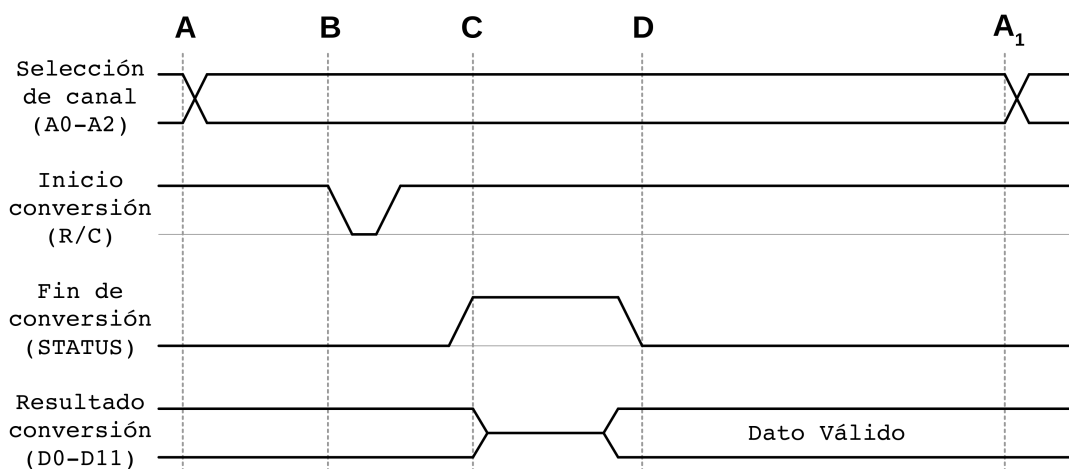 A B C D A1
Selección
de canal
(A0-A2)
Inicio
conversión
(R/C)
Fin de
conversión
(STATUS)
Resultado
conversión
(D0-D11)
Dato Válido